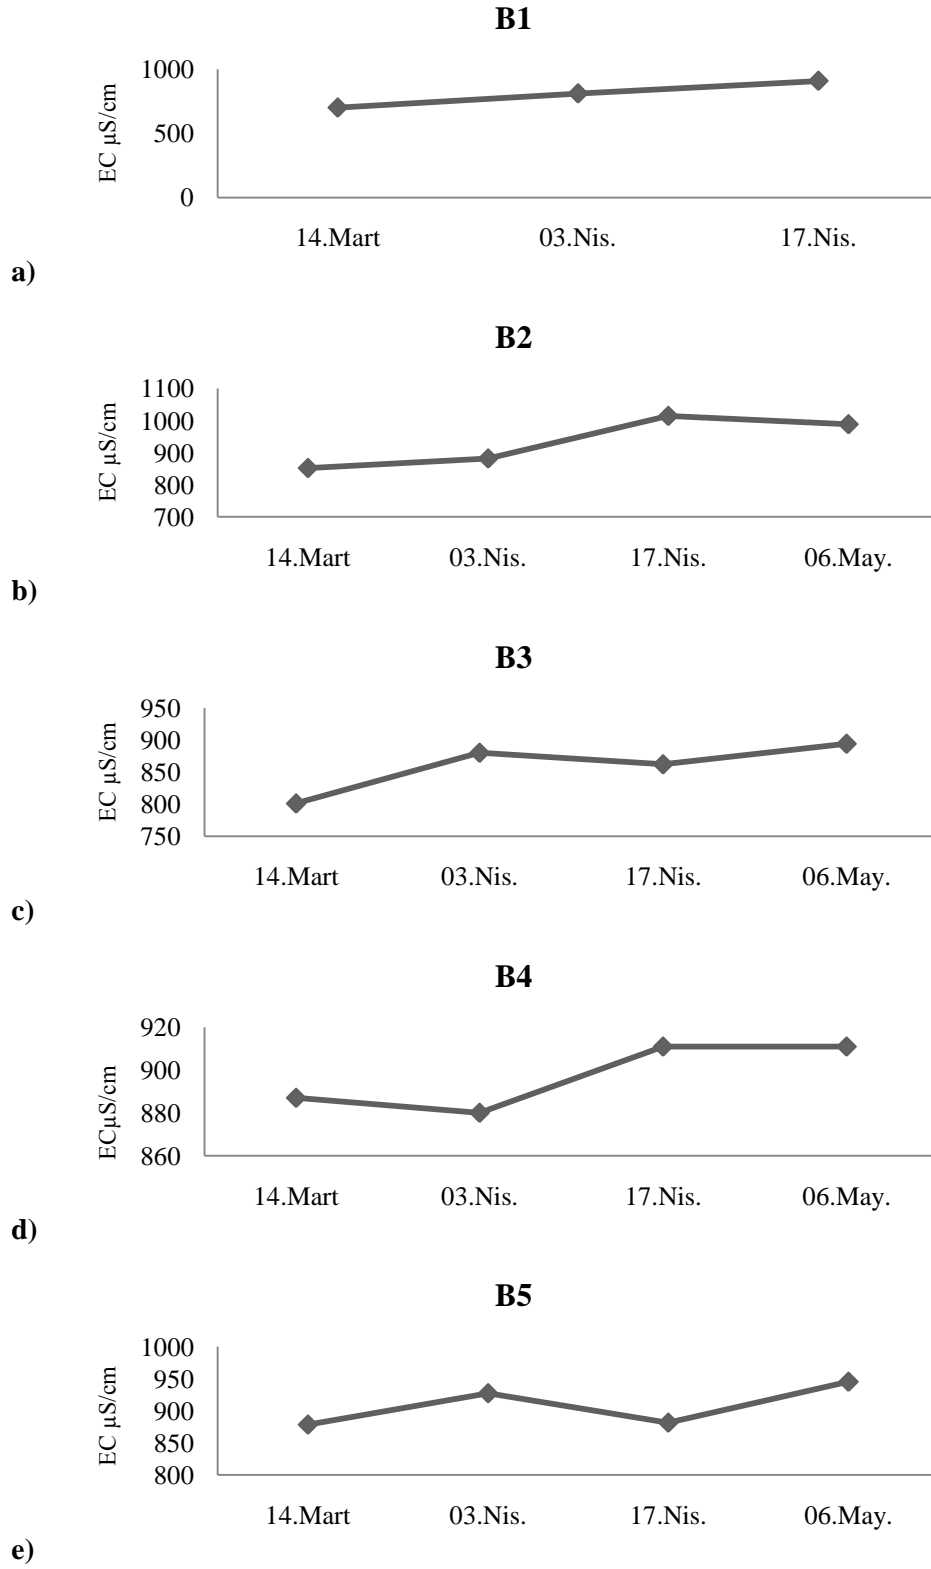 B1
EC µS/cm
1000
500
0
14.Mart 03.Nis. 17.Nis.
a)
B2
EC µS/cm
1100
1000
900
800
700
14.Mart 03.Nis. 17.Nis. 06.May.
b)
B3
EC µS/cm
950
900
850
800
750
14.Mart 03.Nis. 17.Nis. 06.May.
c)
B4
ECµS/cm
920
900
880
860
14.Mart 03.Nis. 17.Nis. 06.May.
d)
B5
EC µS/cm
1000
950
900
850
800
14.Mart 03.Nis. 17.Nis. 06.May.
e)